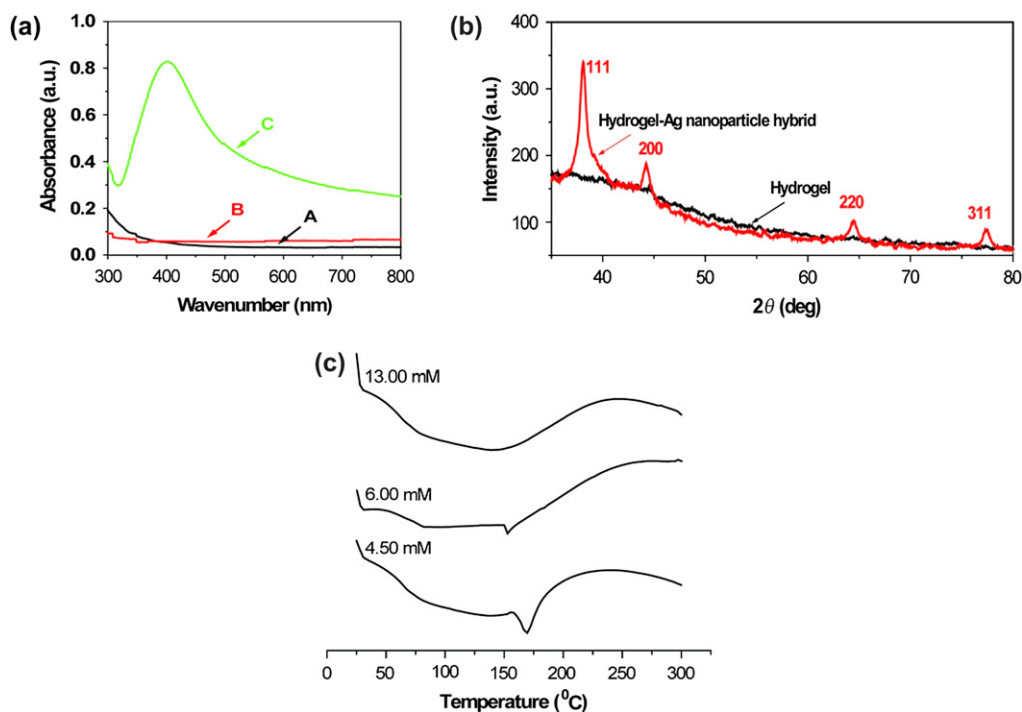 (a)
1.0
0.8
0.6
0.4
0.2
0.0
Absorbance (a.u.)
C
B
A
300 400 500 600 700 800
Wavenumber (nm)
(b)
400
300
200
100
Intensity (a.u.)
111
Hydrogel-Ag nanoparticle hybrid
200
Hydrogel
220
311
40 50 60 70 80
2θ (deg)
(c)
13.00 mM
6.00 mM
4.50 mM
0 50 100 150 200 250 300
Temperature (⁰C)